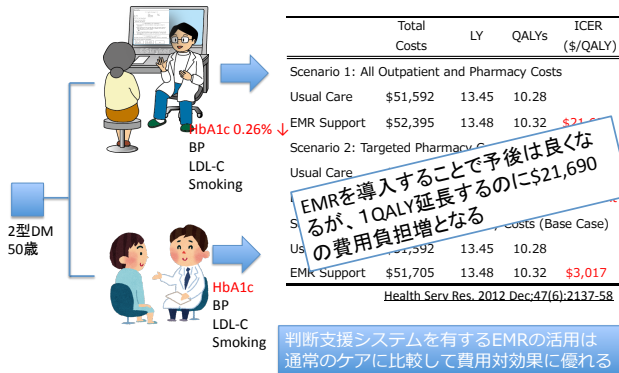 Total Costs LY QALYs ICER ($/QALY)
Scenario 1: All Outpatient and Pharmacy Costs
Usual Care $51,592 13.45 10.28
EMR Support $52,395 13.48 10.32
Scenario 2: Targeted Pharmacy
Usual Care
EMRを導入することで予後は良くな
るが、1QALY延長するのに$21,690
の費用負担増となる
Costs (Base Case)
13.45 10.28
EMR Support $51,705 13.48 10.32 $3,017
Health Serv Res. 2012 Dec;47(6):2137-58
HbA1c 0.26% ↓
BP
LDL-C
Smoking
2型DM
50歳
HbA1c
BP
LDL-C
Smoking
判断支援システムを有するEMRの活用は
通常のケアに比較して費用対効果に優れる